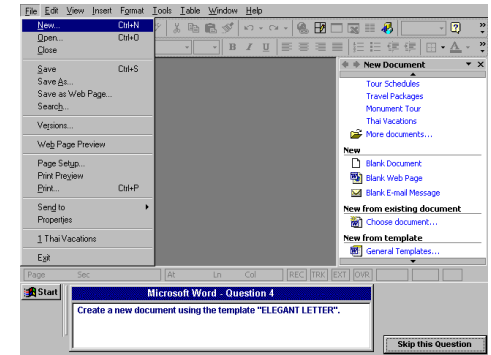 File Edit View Insert Format Tools Table Window Help
New... Ctrl+N
Open... Ctrl+O
Close
Save Ctrl+S
Save As...
Save as Web Page...
Search...
Versions...
Web Page Preview
Page Setup...
Print Preview
Print... Ctrl+P
Send to
Properties
1 Thai Vacations
Exit
B I U
New Document
Tour Schedules
Travel Packages
Monument Tour
Thai Vacations
More documents...
New
Blank Document
Blank Web Page
Blank E-mail Message
New from existing document
Choose document...
New from template
General Templates...
Page Sec At Ln Col REC TRK EXT OVR
Start
Microsoft Word - Question 4
Create a new document using the template "ELEGANT LETTER".
Skip this Question